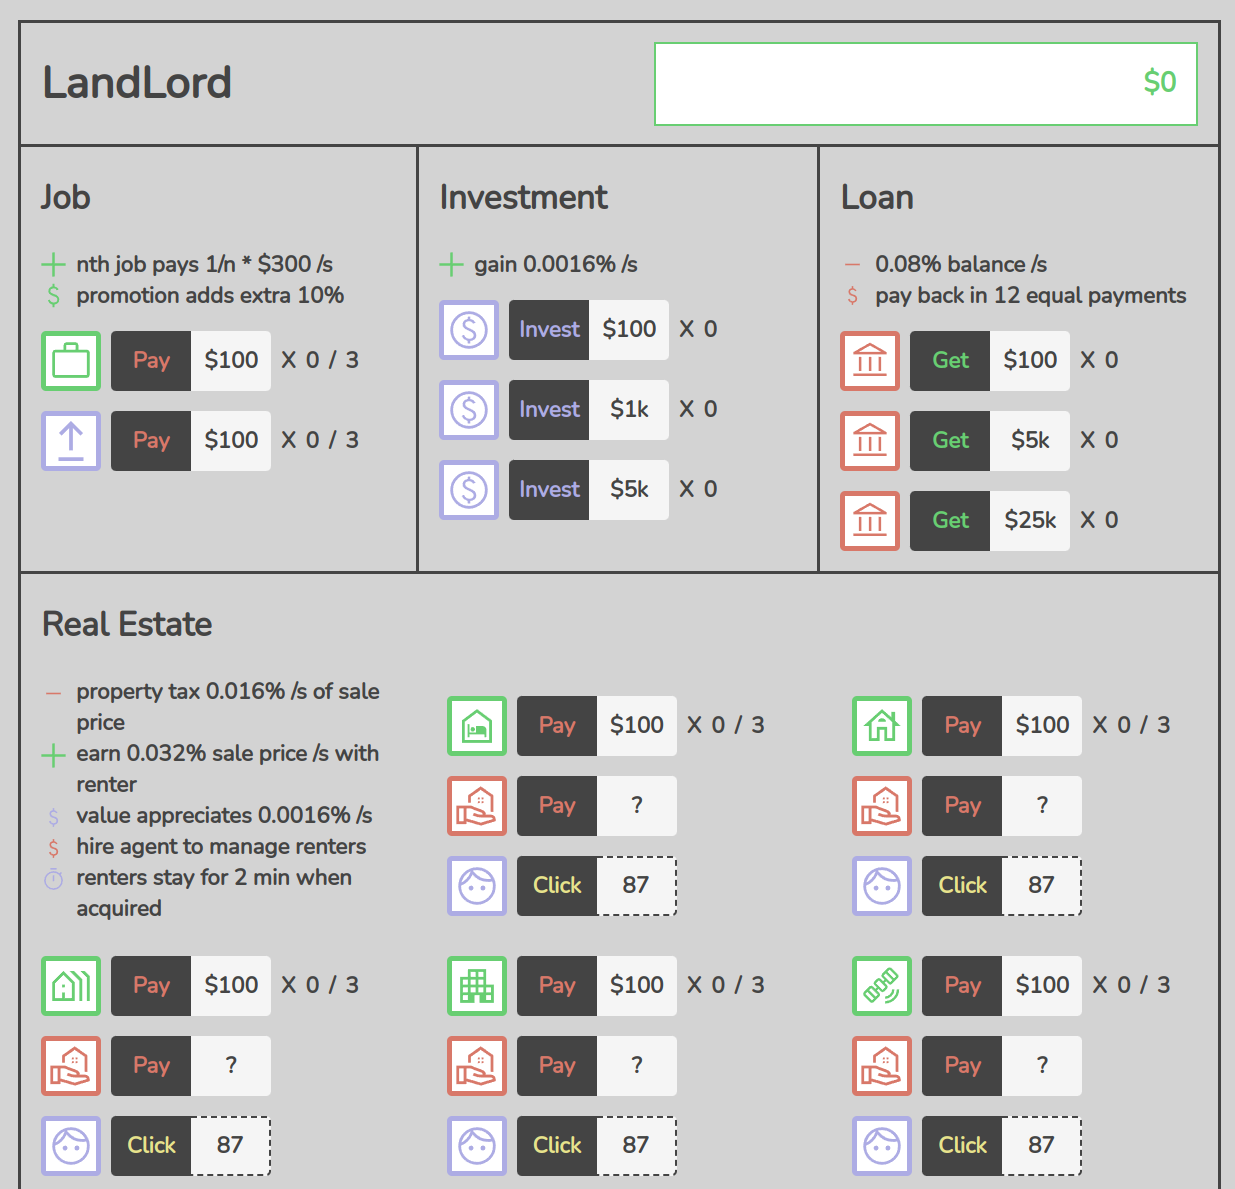 LandLord
$0
Job
nth job pays 1/n * $300 /s
promotion adds extra 10%
Pay $100 X 0 / 3
Pay $100 X 0 / 3
Investment
gain 0.0016% /s
Invest $100 X 0
Invest $1k X 0
Invest $5k X 0
Loan
0.08% balance /s
pay back in 12 equal payments
Get $100 X 0
Get $5k X 0
Get $25k X 0
Real Estate
property tax 0.016% /s of sale
price
earn 0.032% sale price /s with
renter
value appreciates 0.0016% /s
hire agent to manage renters
renters stay for 2 min when
acquired
Pay $100 X 0 / 3
Pay ?
Click 87
Pay $100 X 0 / 3
Pay ?
Click 87
Pay $100 X 0 / 3
Pay ?
Click 87
Pay $100 X 0 / 3
Pay ?
Click 87
Pay $100 X 0 / 3
Pay ?
Click 87